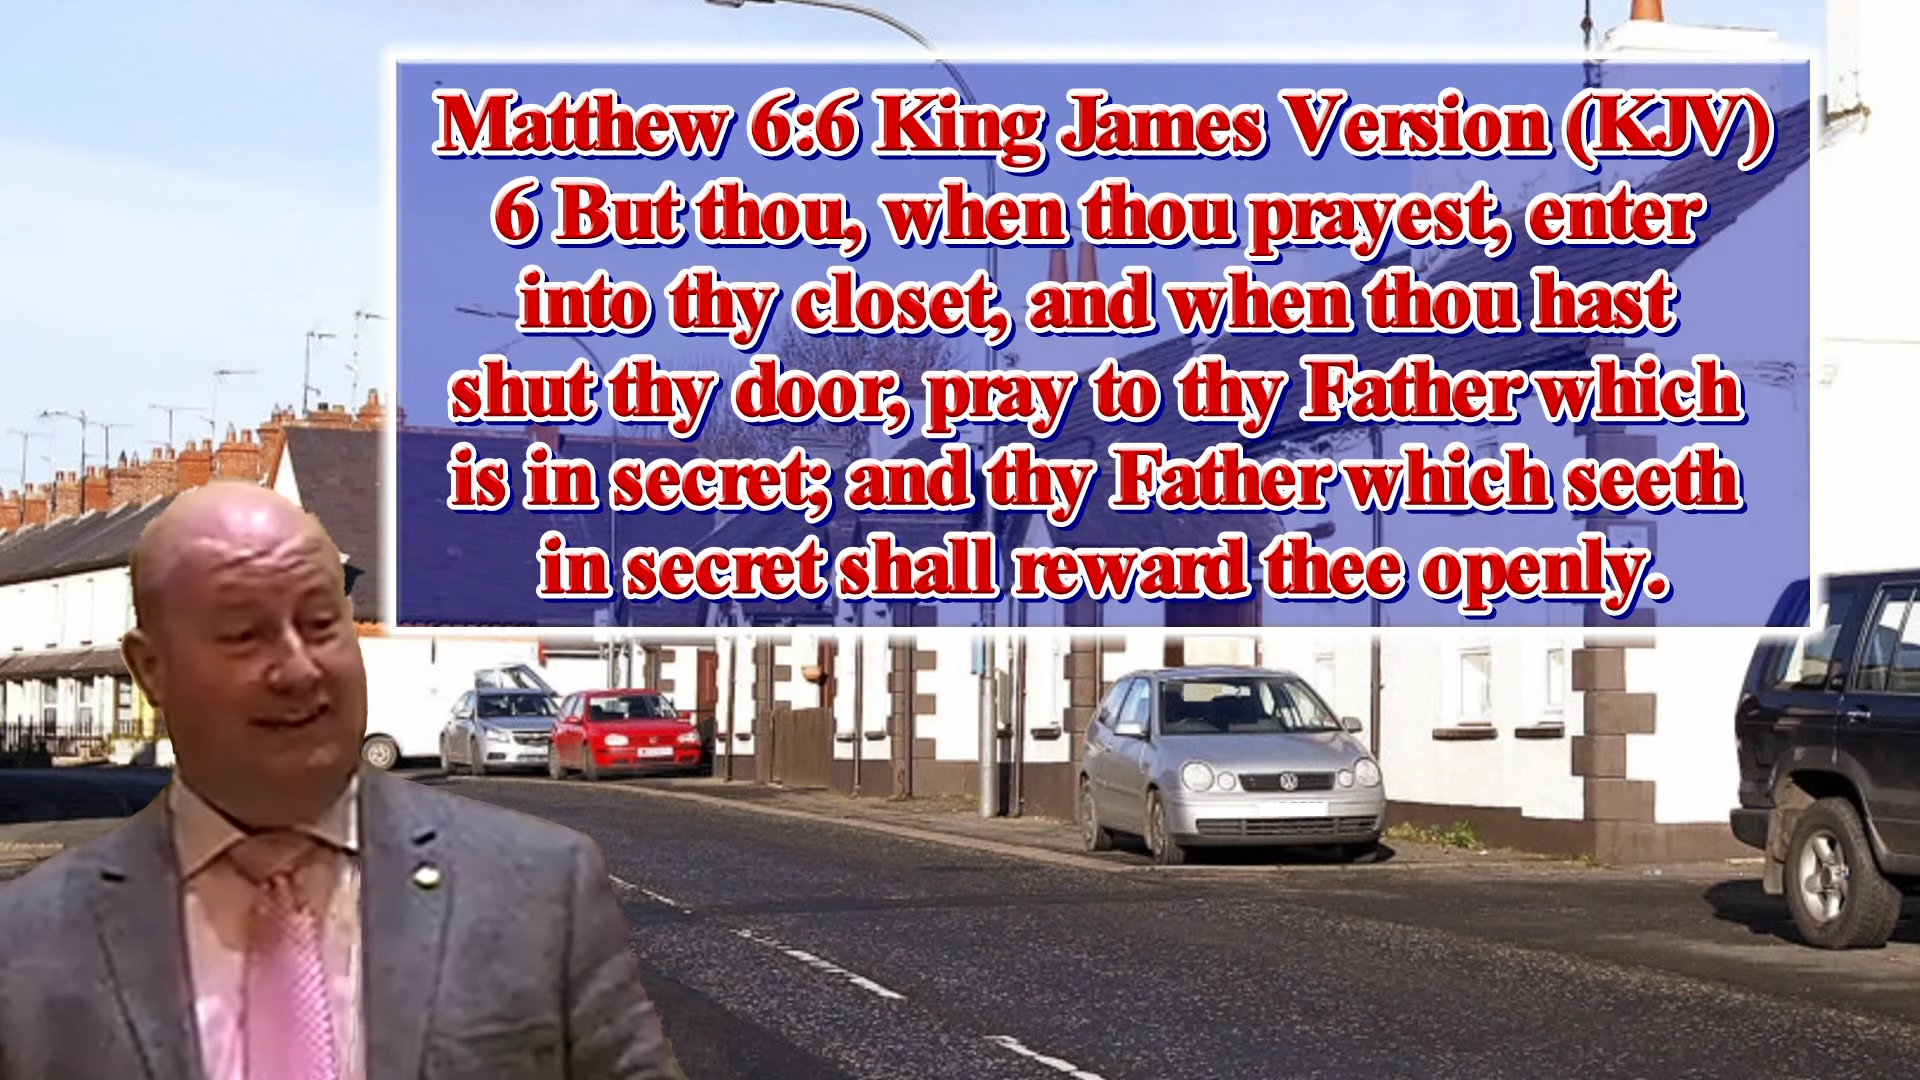 Matthew 6:6 King James Version (KJV)
6 But thou, when thou prayest, enter
into thy closet, and when thou hast
shut thy door, pray to thy Father which
is in secret; and thy Father which seeth
in secret shall reward thee openly.